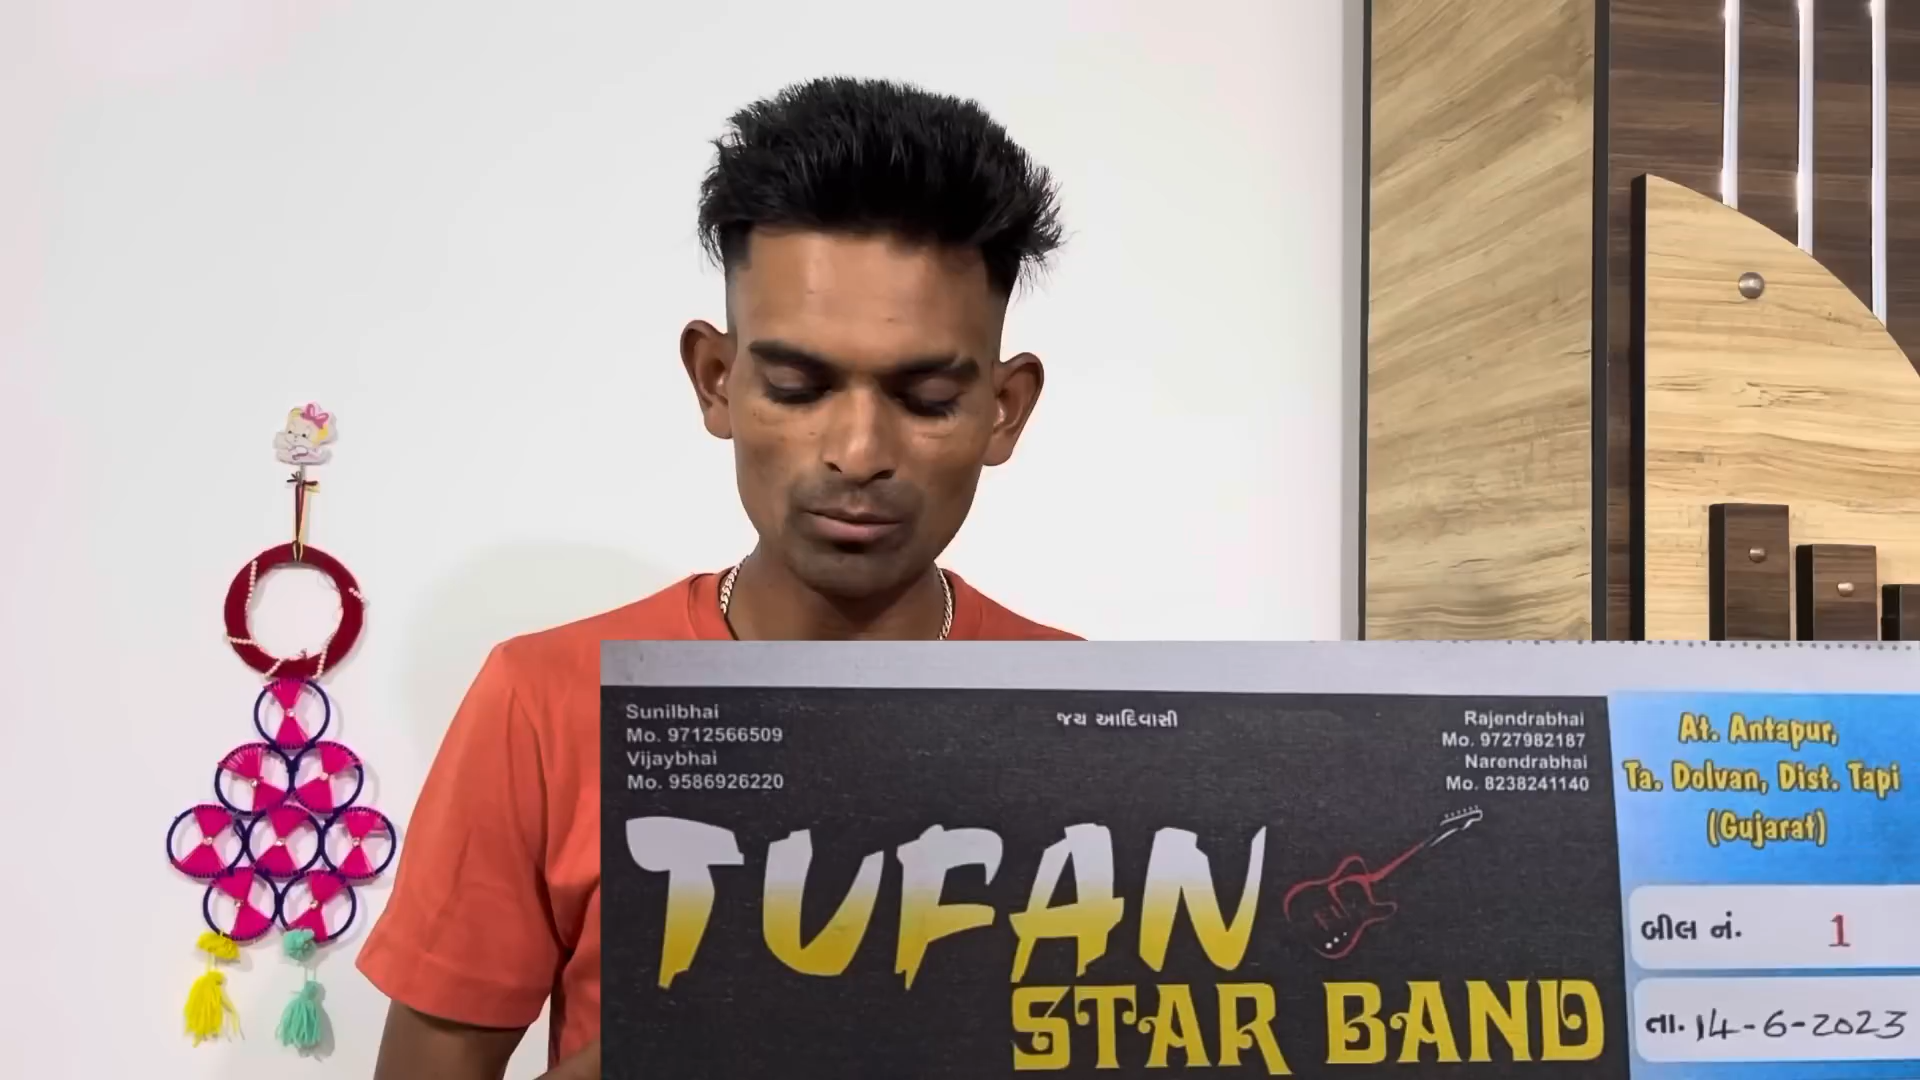 Sunilbhai
Mo. 9712566509
Vijaybhai
Mo. 9586926220
જય આદિવાસી
Rajendrabhai
Mo. 9727982187
Narendrabhai
Mo. 8238241140
TUFAN
STAR BAND
At. Antapur,
Ta. Dolvan, Dist. Tapi
(Gujarat)
બીલ નં. 1
તા. 14-6-2023